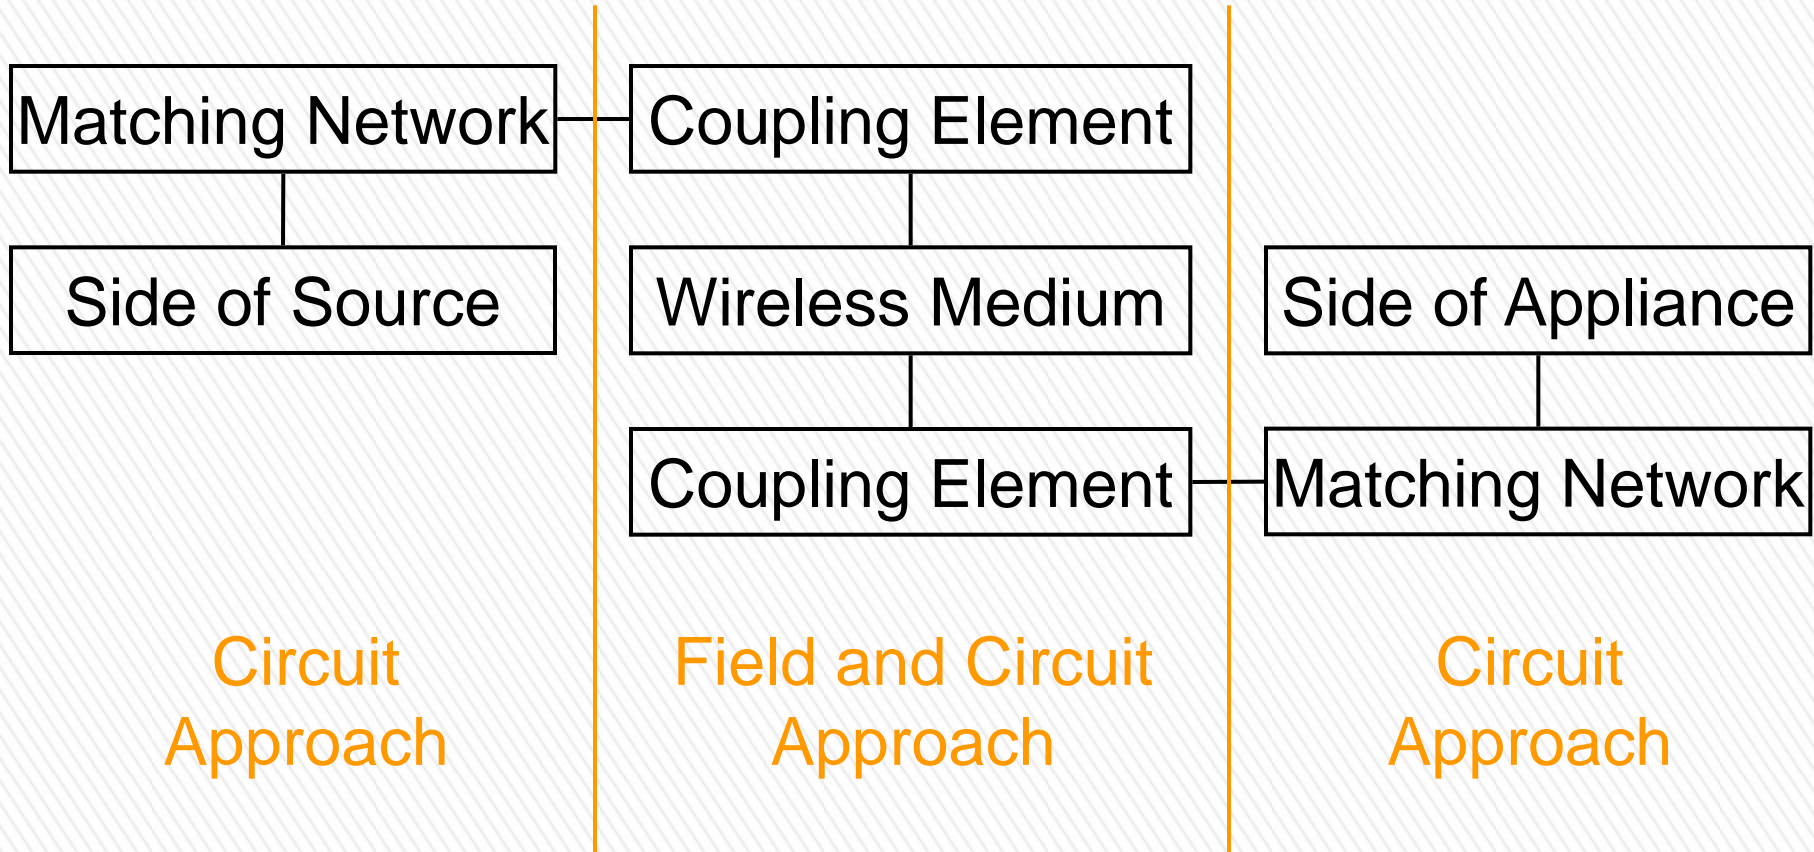 Matching Network
Coupling Element
Side of Source
Wireless Medium
Side of Appliance
Coupling Element
Matching Network
Circuit
Approach
Field and Circuit
Approach
Circuit
Approach